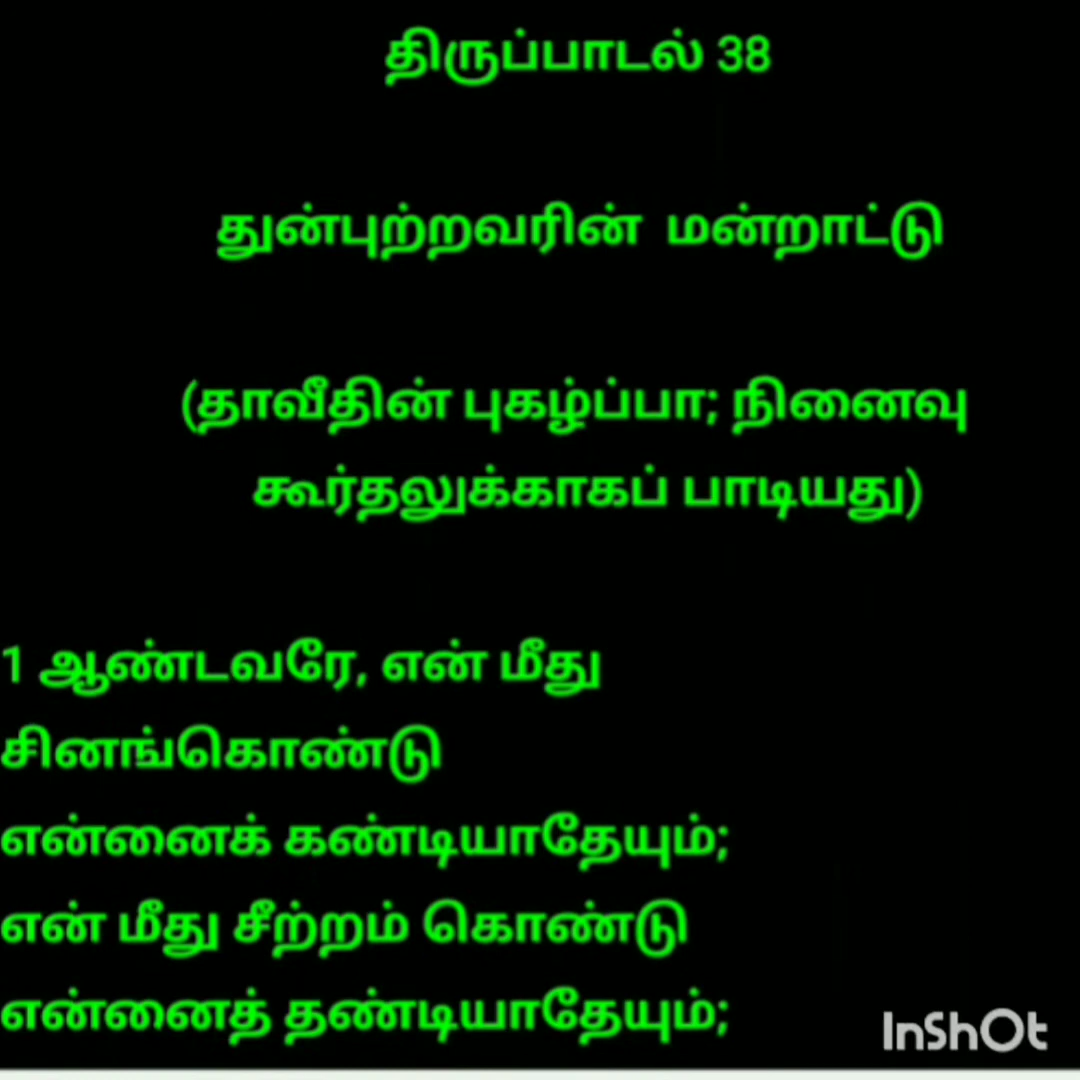 திருப்பாடல் 38
துன்புற்றவரின் மன்றாட்டு
(தாவீதின் புகழ்ப்பா; நினைவு
கூர்தலுக்காகப் பாடியது)
1 ஆண்டவரே, என் மீது
சினங்கொண்டு
என்னைக் கண்டியாதேயும்;
என் மீது சீற்றம் கொண்டு
என்னைத் தண்டியாதேயும்;
InShOt